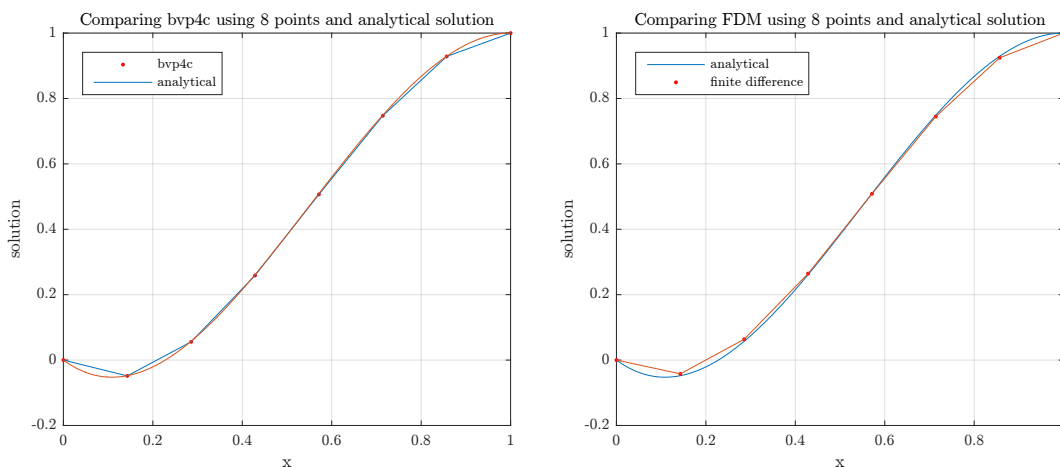 Comparing bvp4c using 8 points and analytical solution
1
0.8
0.6
0.4
0.2
0
-0.2
solution
bvp4c
analytical
0
0.2
0.4
0.6
0.8
1
x
Comparing FDM using 8 points and analytical solution
1
0.8
0.6
0.4
0.2
0
-0.2
solution
analytical
finite difference
0
0.2
0.4
0.6
0.8
x